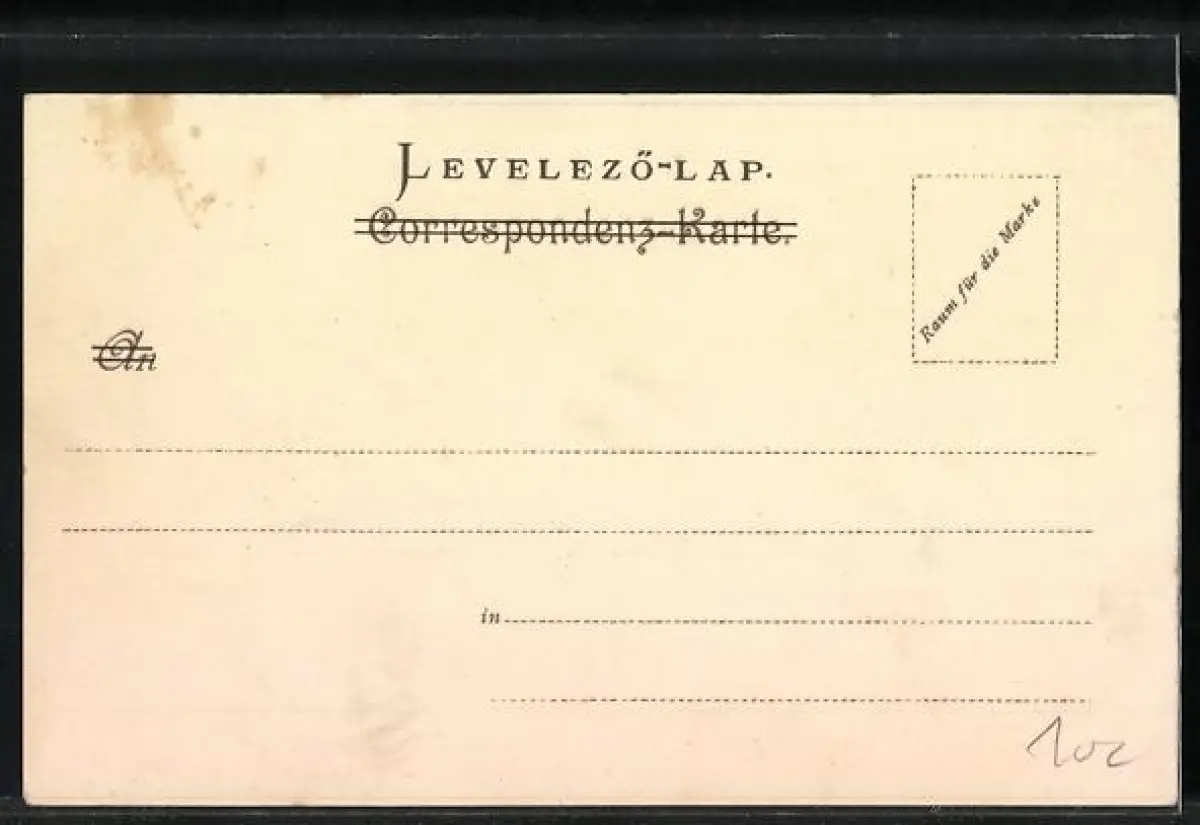 LEVELEZŐ-LAP.
Correspondenz-Karte.
Raum für die Marke
An
in